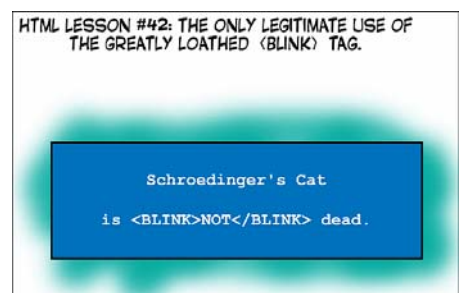 HTML LESSON #42: THE ONLY LEGITIMATE USE OF
THE GREATLY LOATHED <BLINK> TAG.
Schroedinger's Cat
is <BLINK>NOT</BLINK> dead.